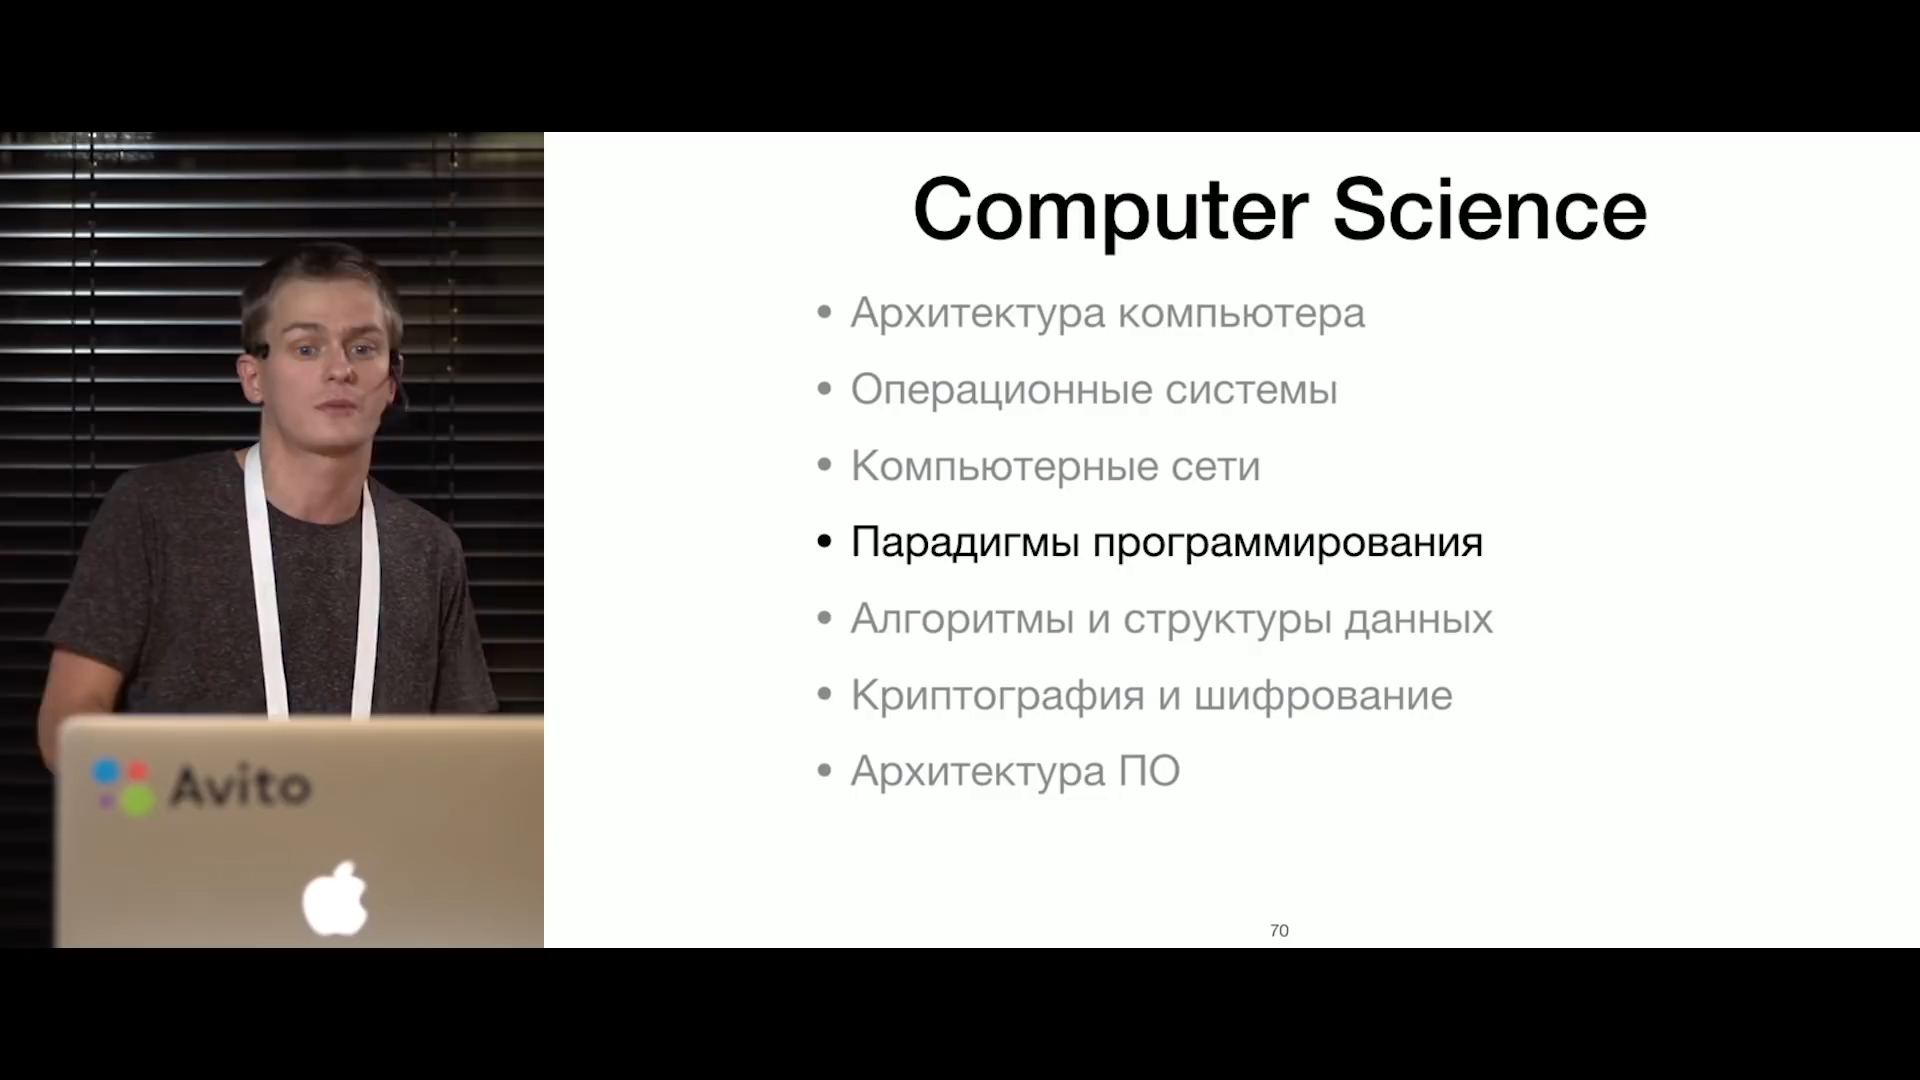 Computer Science
• Архитектура компьютера
• Операционные системы
• Компьютерные сети
• Парадигмы программирования
• Алгоритмы и структуры данных
• Криптография и шифрование
• Архитектура ПО
Avito
70